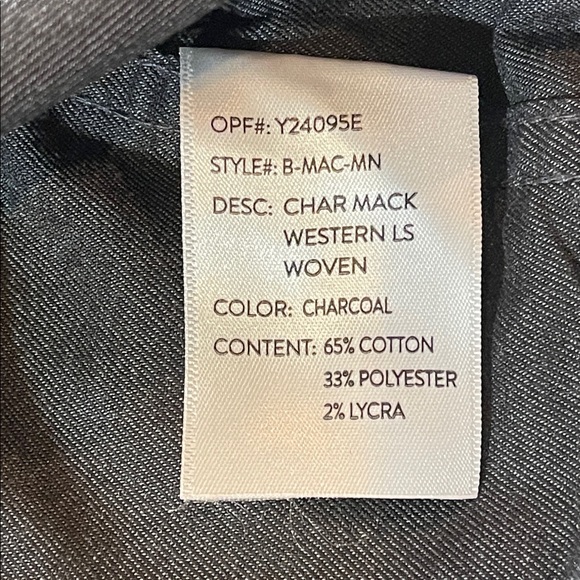 OPF#: Y24095E
STYLE#: B-MAC-MN
DESC: CHAR MACK
WESTERN LS
WOVEN
COLOR: CHARCOAL
CONTENT: 65% COTTON
33% POLYESTER
2% LYCRA